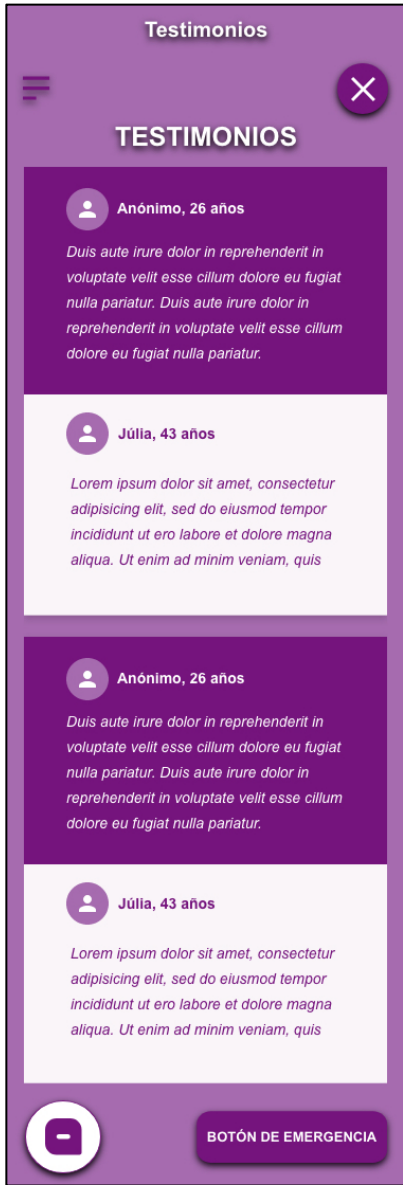 Testimonios
TESTIMONIOS
Anónimo, 26 años
Duis aute irure dolor in reprehenderit in
voluptate velit esse cillum dolore eu fugiat
nulla pariatur. Duis aute irure dolor in
reprehenderit in voluptate velit esse cillum
dolore eu fugiat nulla pariatur.
Júlia, 43 años
Lorem ipsum dolor sit amet, consectetur
adipisicing elit, sed do eiusmod tempor
incididunt ut ero labore et dolore magna
aliqua. Ut enim ad minim veniam, quis
Anónimo, 26 años
Duis aute irure dolor in reprehenderit in
voluptate velit esse cillum dolore eu fugiat
nulla pariatur. Duis aute irure dolor in
reprehenderit in voluptate velit esse cillum
dolore eu fugiat nulla pariatur.
Júlia, 43 años
Lorem ipsum dolor sit amet, consectetur
adipisicing elit, sed do eiusmod tempor
incididunt ut ero labore et dolore magna
aliqua. Ut enim ad minim veniam, quis
BOTÓN DE EMERGENCIA